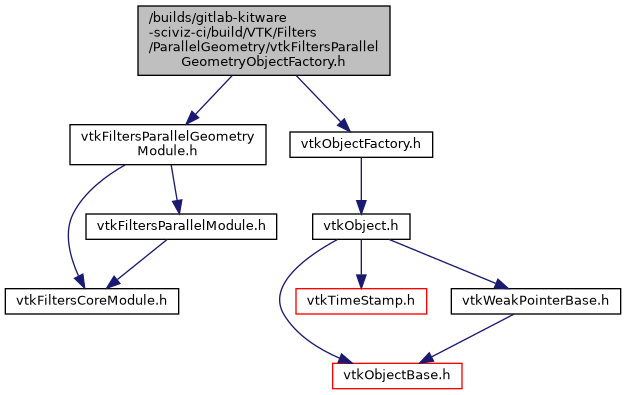 /builds/gitlab-kitware
-sciviz-ci/build/VTK/Filters
/ParallelGeometry/vtkFiltersParallel
GeometryObjectFactory.h
vtkFiltersParallelGeometry
Module.h
vtkObjectFactory.h
vtkFiltersParallelModule.h
vtkObject.h
vtkFiltersCoreModule.h
vtkTimeStamp.h
vtkWeakPointerBase.h
vtkObjectBase.h